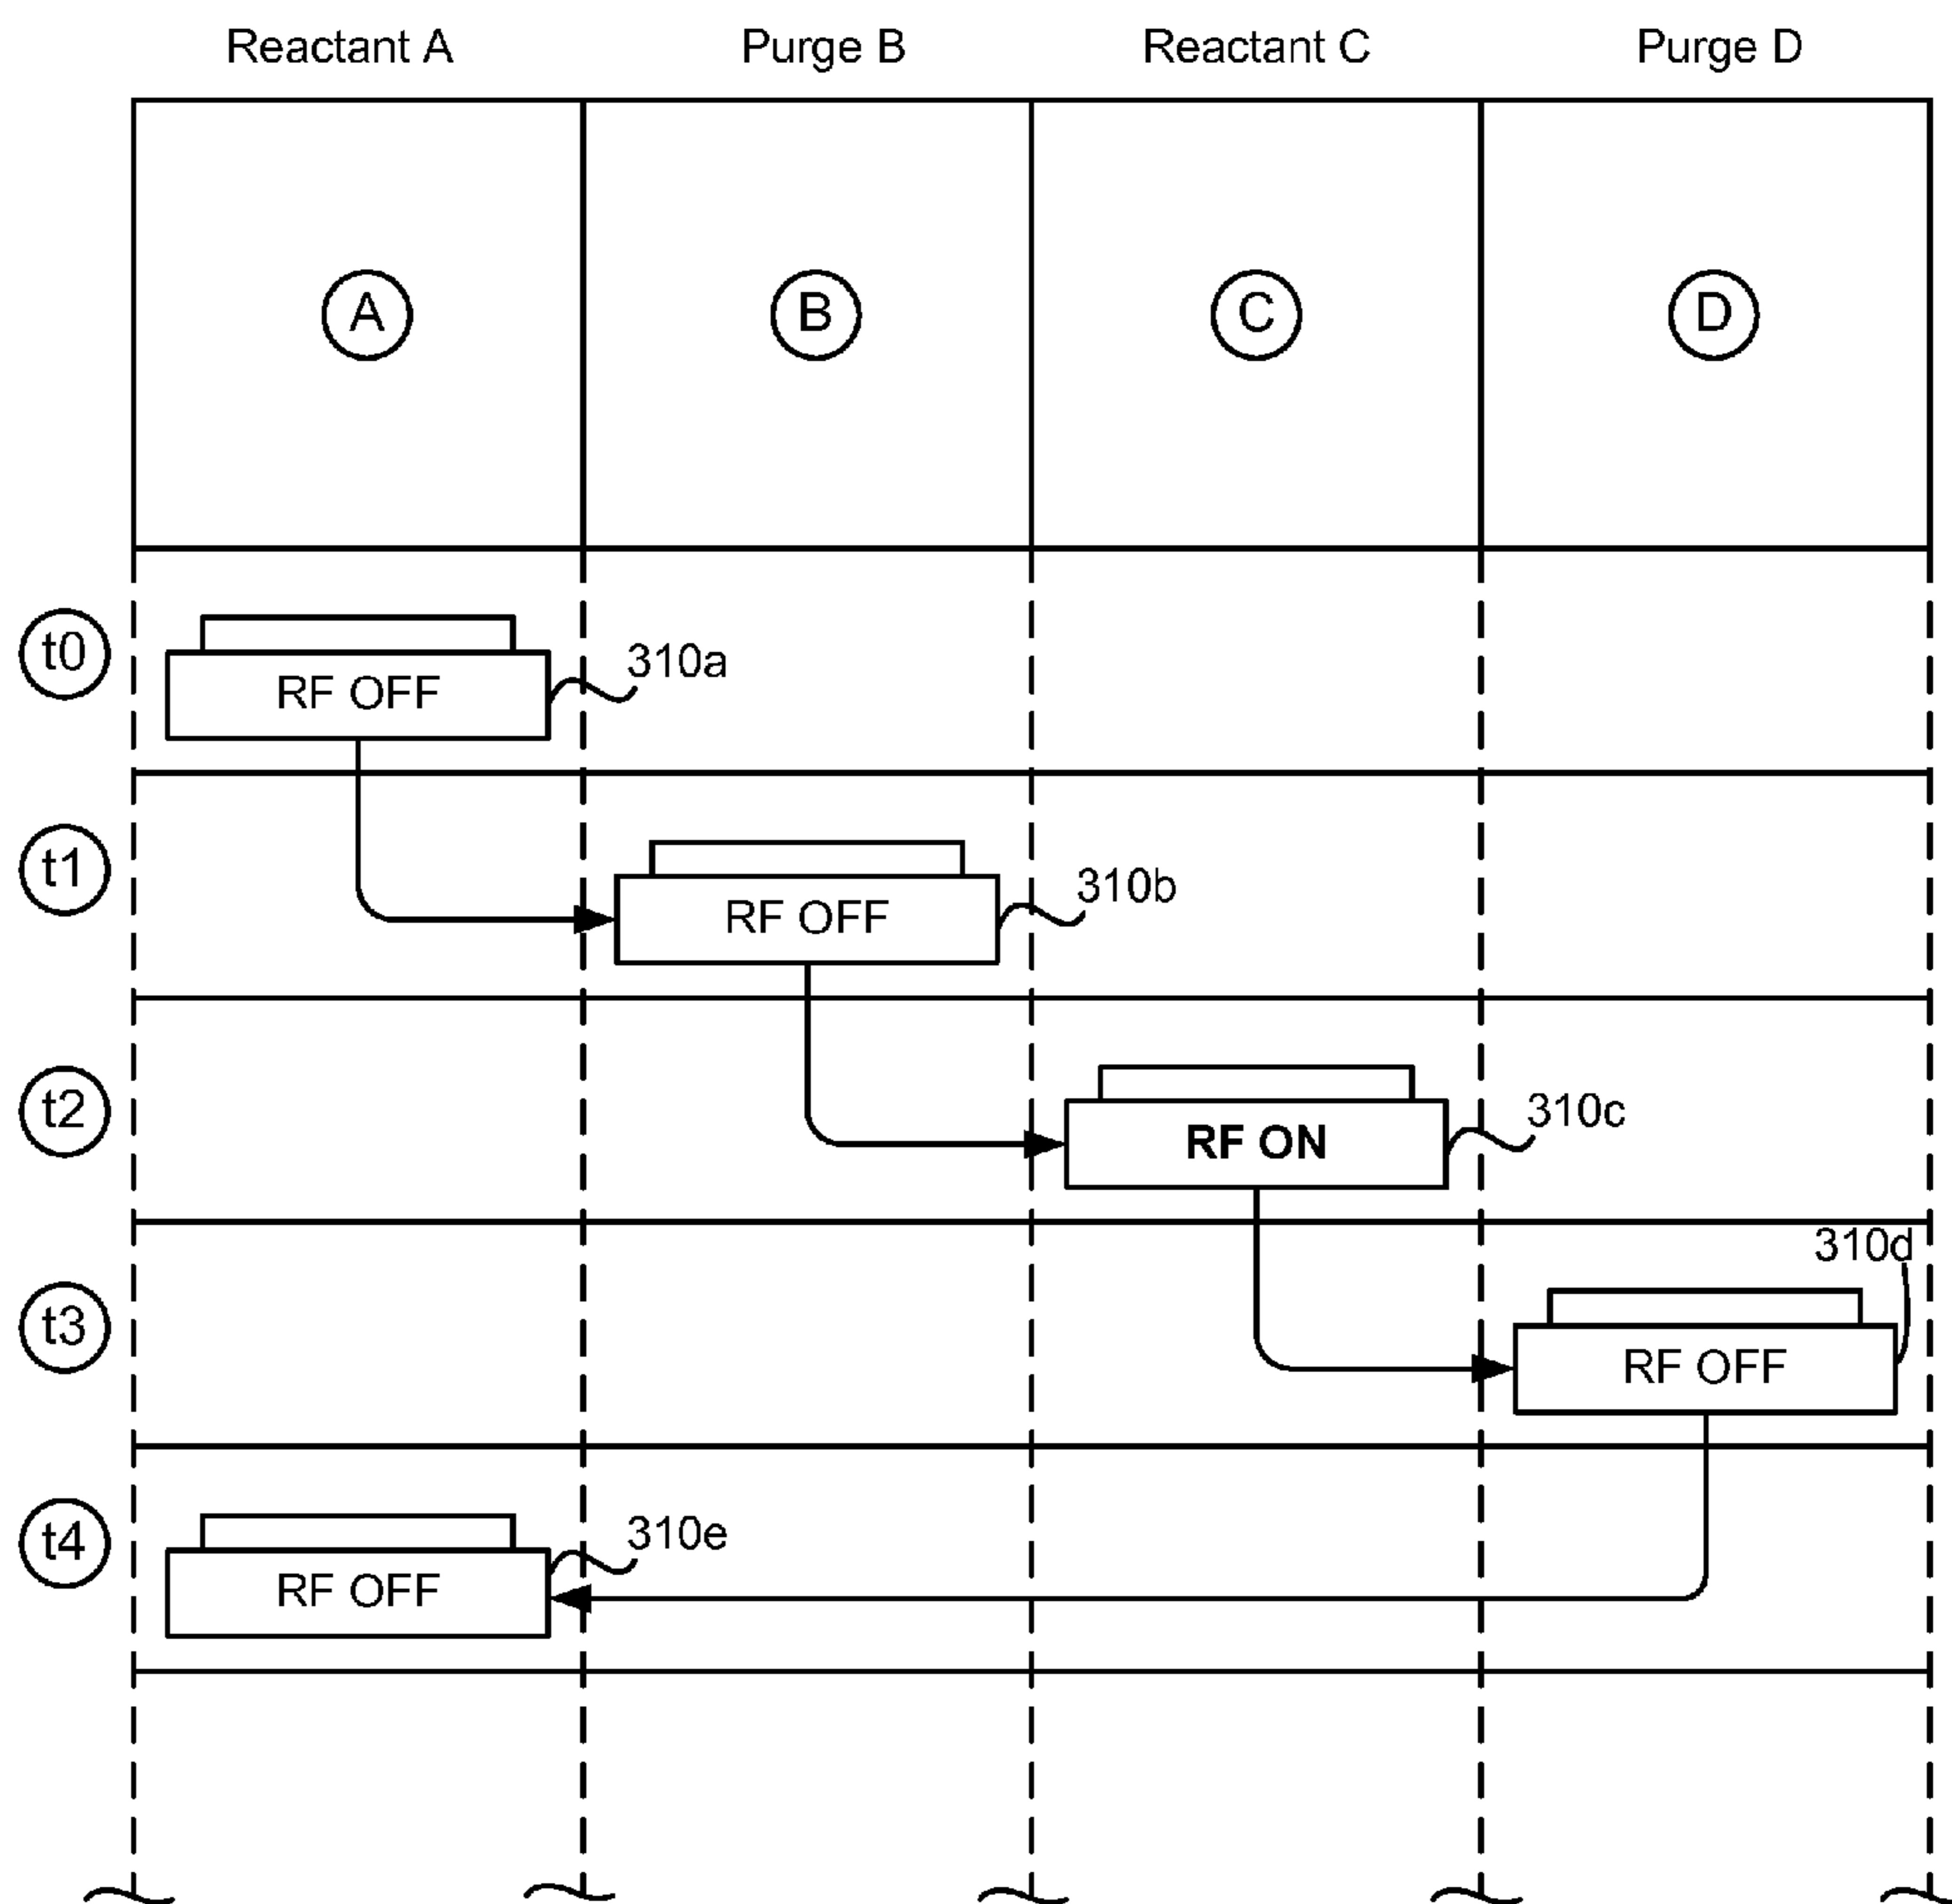 Reactant A Purge B Reactant C Purge D
A B C D
t0
RF OFF
310a
t1
RF OFF
310b
t2
RF ON
310c
t3
RF OFF
310d
t4
RF OFF
310e